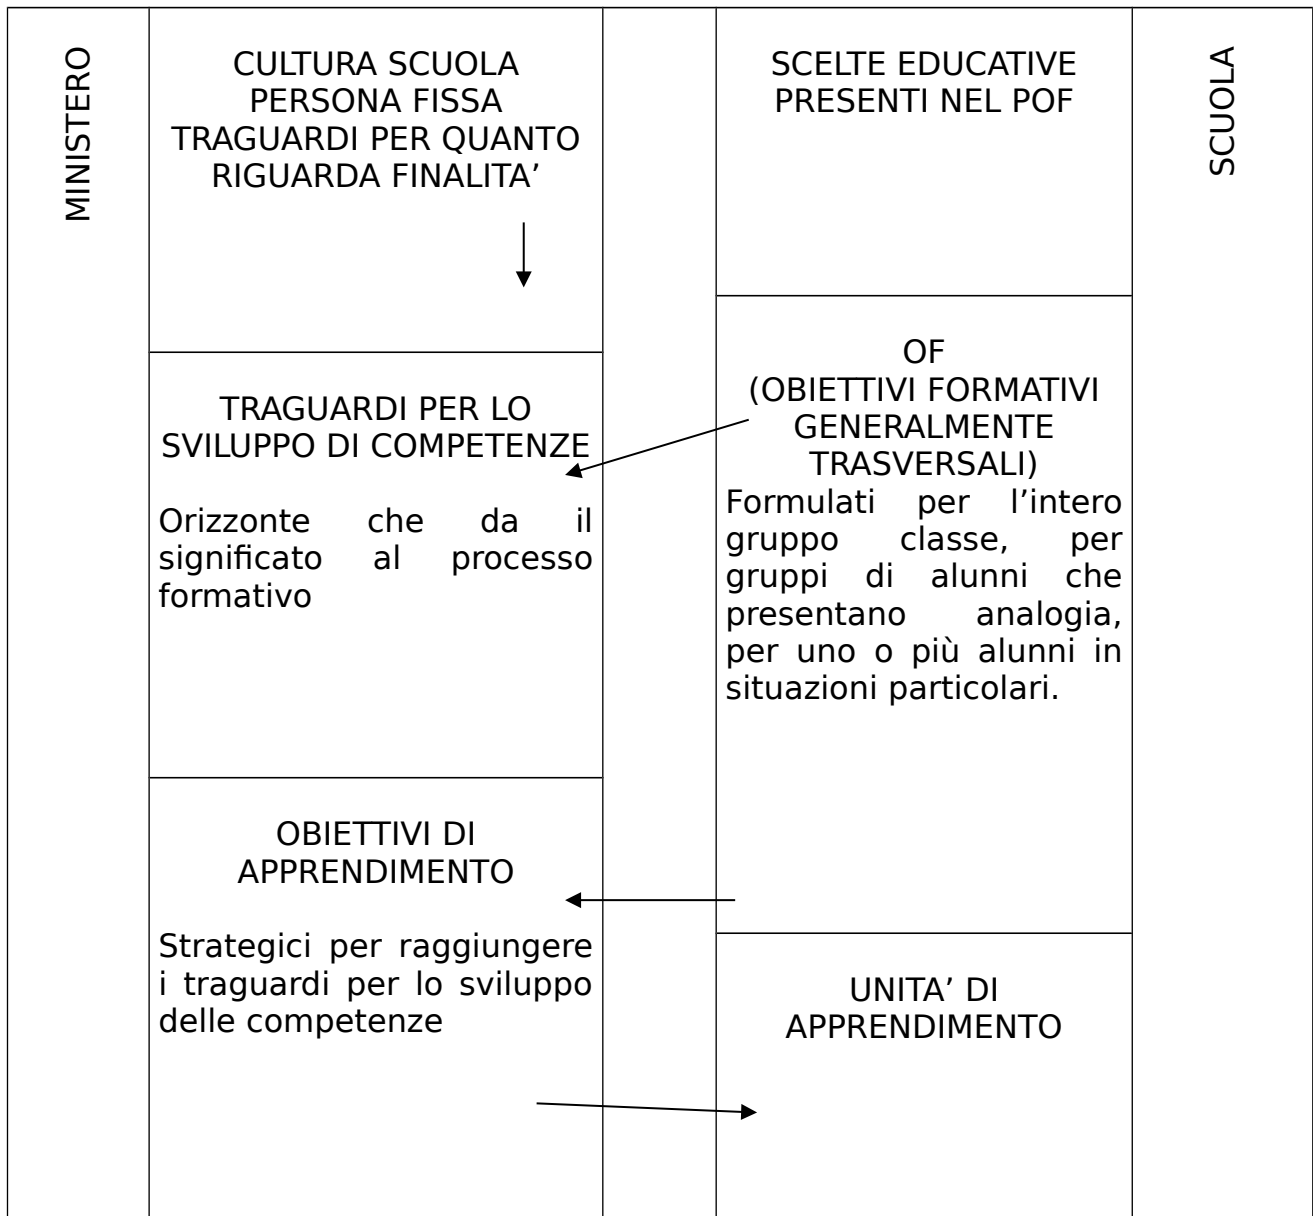 MINISTERO
CULTURA SCUOLA
PERSONA FISSA
TRAGUARDI PER QUANTO
RIGUARDA FINALITA’
TRAGUARDI PER LO
SVILUPPO DI COMPETENZE
Orizzonte che da il
significato al processo
formativo
OBIETTIVI DI
APPRENDIMENTO
Strategici per raggiungere
i traguardi per lo sviluppo
delle competenze
SCELTE EDUCATIVE
PRESENTI NEL POF
OF
(OBIETTIVI FORMATIVI
GENERALMENTE
TRASVERSALI)
Formulati per l’intero
gruppo classe, per
gruppi di alunni che
presentano analogia,
per uno o più alunni in
situazioni particolari.
UNITA’ DI
APPRENDIMENTO
SCUOLA